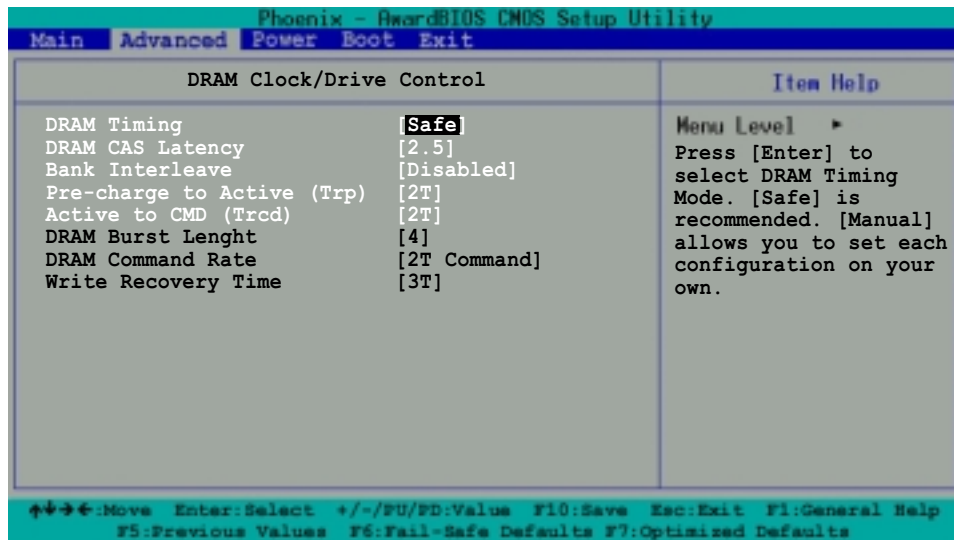 Phoenix - AwardBIOS CMOS Setup Utility
Main Advanced Power Boot Exit
DRAM Clock/Drive Control
Item Help
DRAM Timing [Safe]
DRAM CAS Latency [2.5]
Bank Interleave [Disabled]
Pre-charge to Active (Trp) [2T]
Active to CMD (Trcd) [2T]
DRAM Burst Lenght [4]
DRAM Command Rate [2T Command]
Write Recovery Time [3T]
Menu Level ►
Press [Enter] to
select DRAM Timing
Mode. [Safe] is
recommended. [Manual]
allows you to set each
configuration on your
own.
↑↓→←:Move Enter:Select +/-/PU/PD:Value F10:Save Esc:Exit F1:General Help
F5:Previous Values F6:Fail-Safe Defaults F7:Optimized Defaults